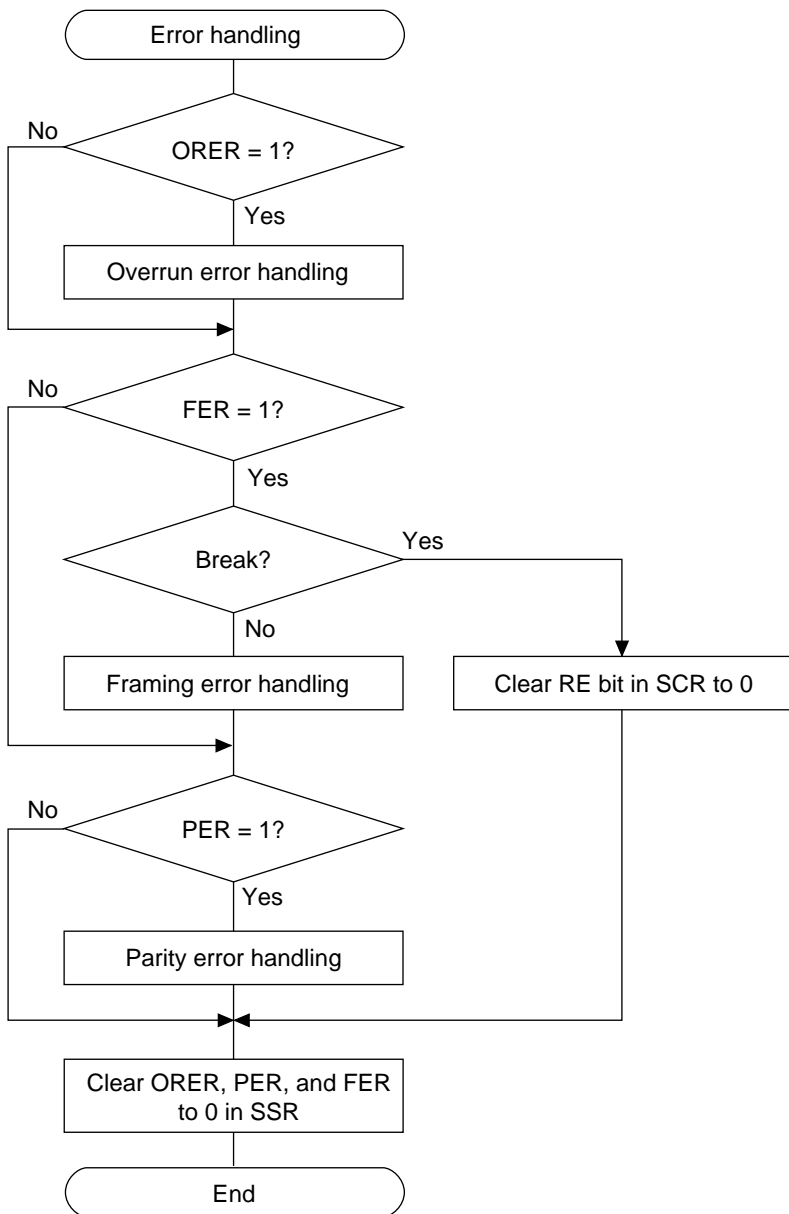 Error handling
No
ORER = 1?
Yes
Overrun error handling
No
FER = 1?
Yes
Break?
Yes
No
Framing error handling
Clear RE bit in SCR to 0
No
PER = 1?
Yes
Parity error handling
Clear ORER, PER, and FER
to 0 in SSR
End